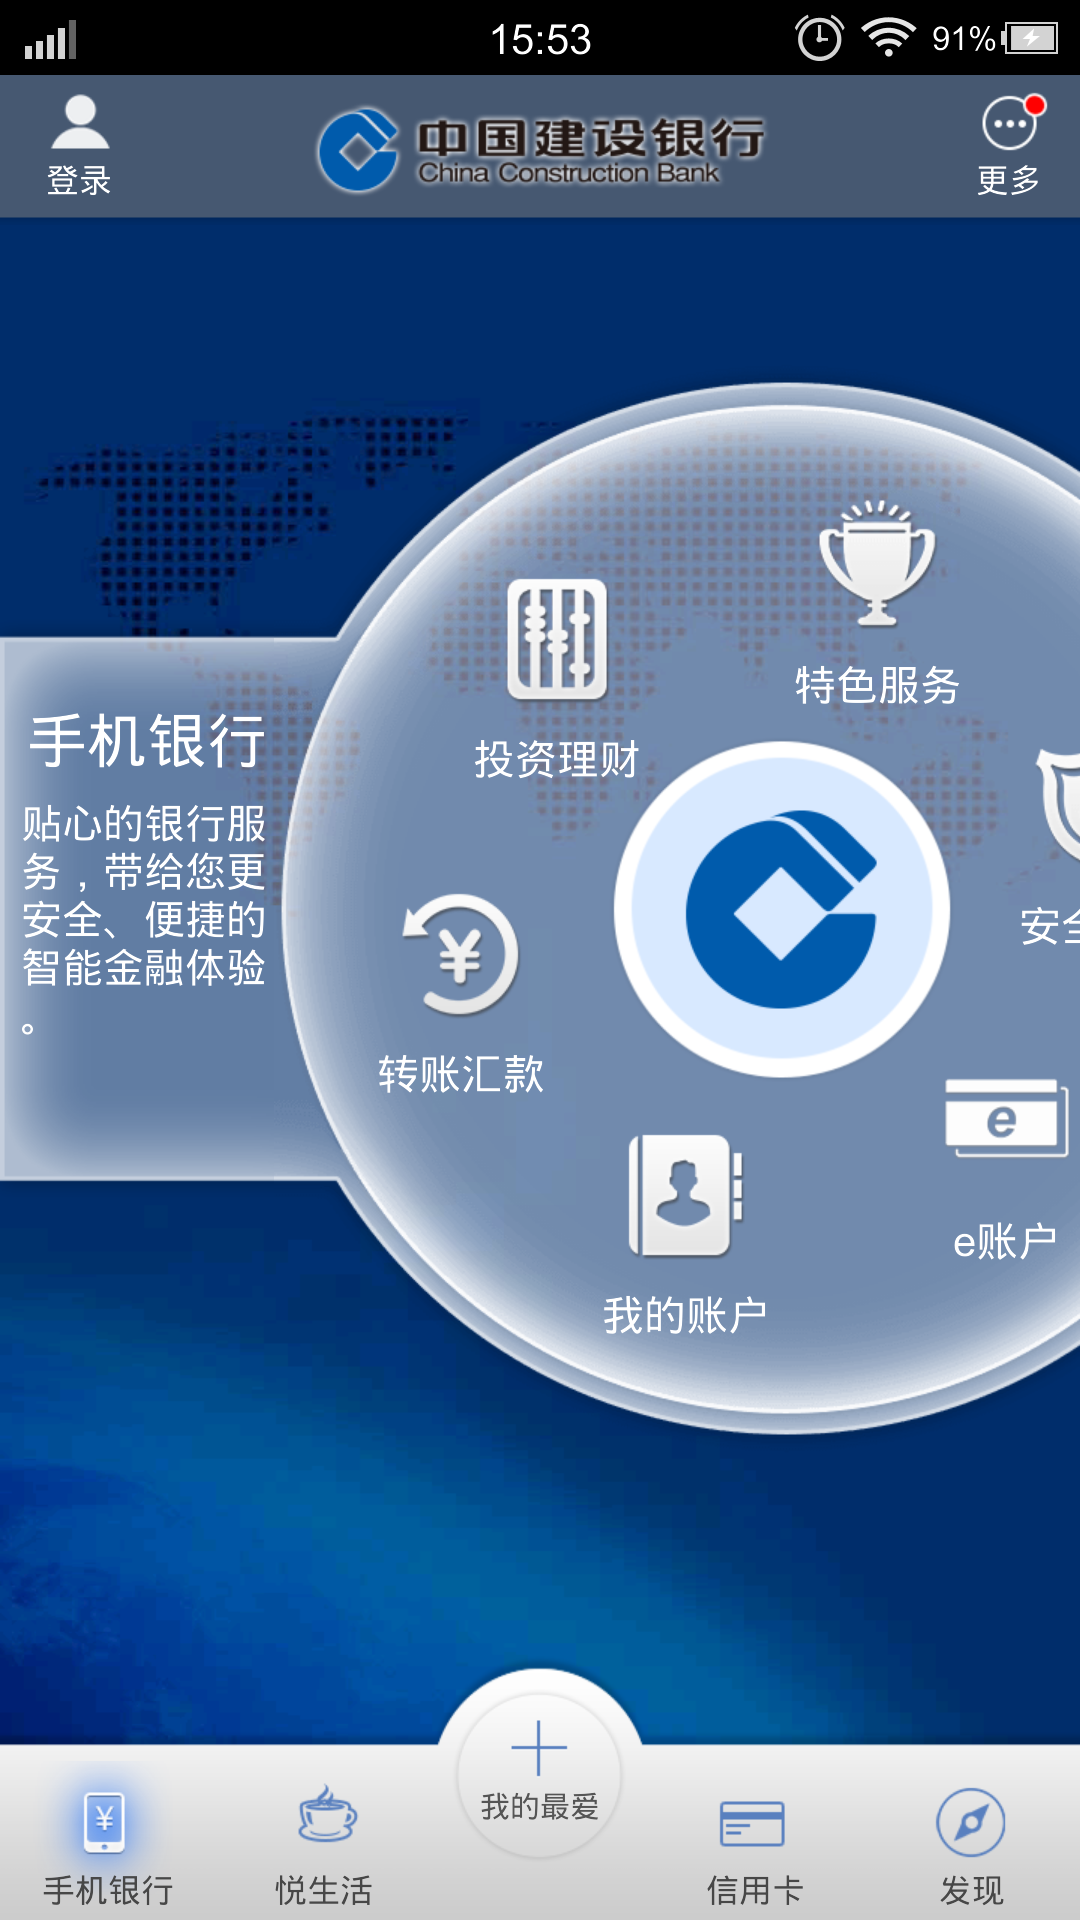 15:53
91%
登录
中国建设银行
China Construction Bank
更多
特色服务
投资理财
手机银行
贴心的银行服
务，带给您更
安全、便捷的
智能金融体验
。
安全
¥
转账汇款
e
e账户
我的账户
我的最爱
¥
手机银行
悦生活
信用卡
发现